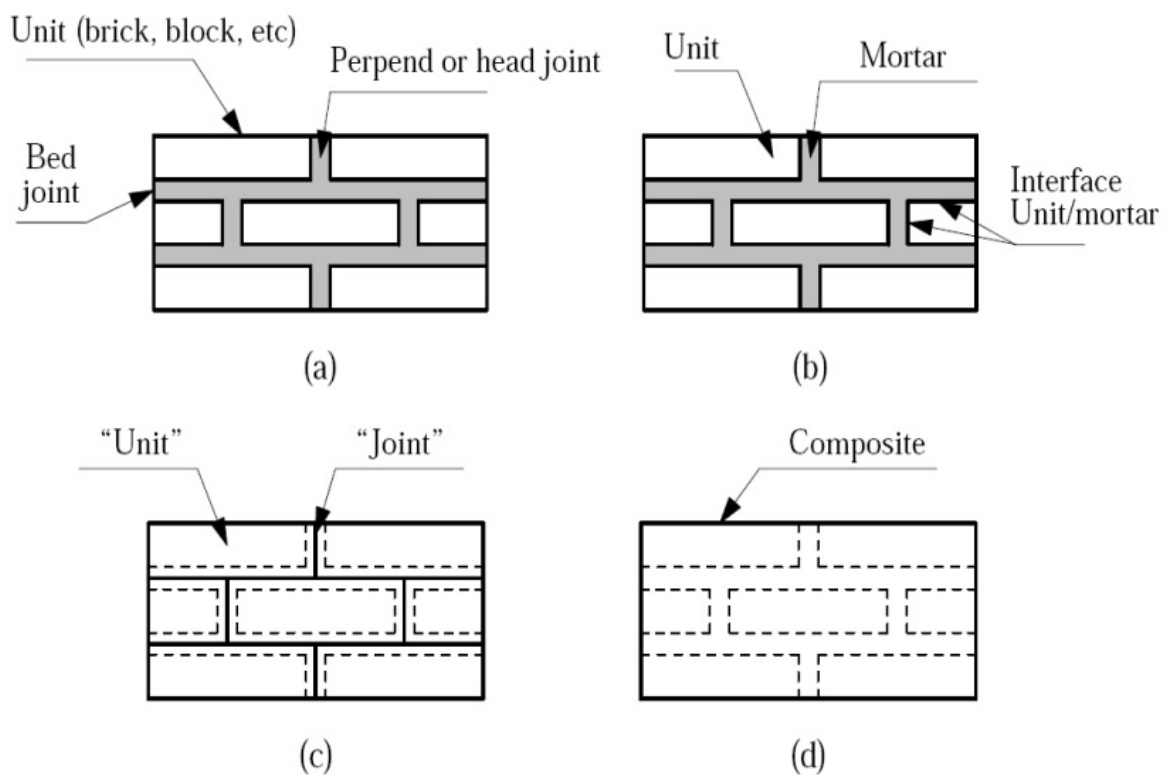 Unit (brick, block, etc)
Perpend or head joint
Bed
joint
(a)
Unit
Mortar
Interface
Unit/mortar
(b)
“Unit”
“Joint”
(c)
Composite
(d)